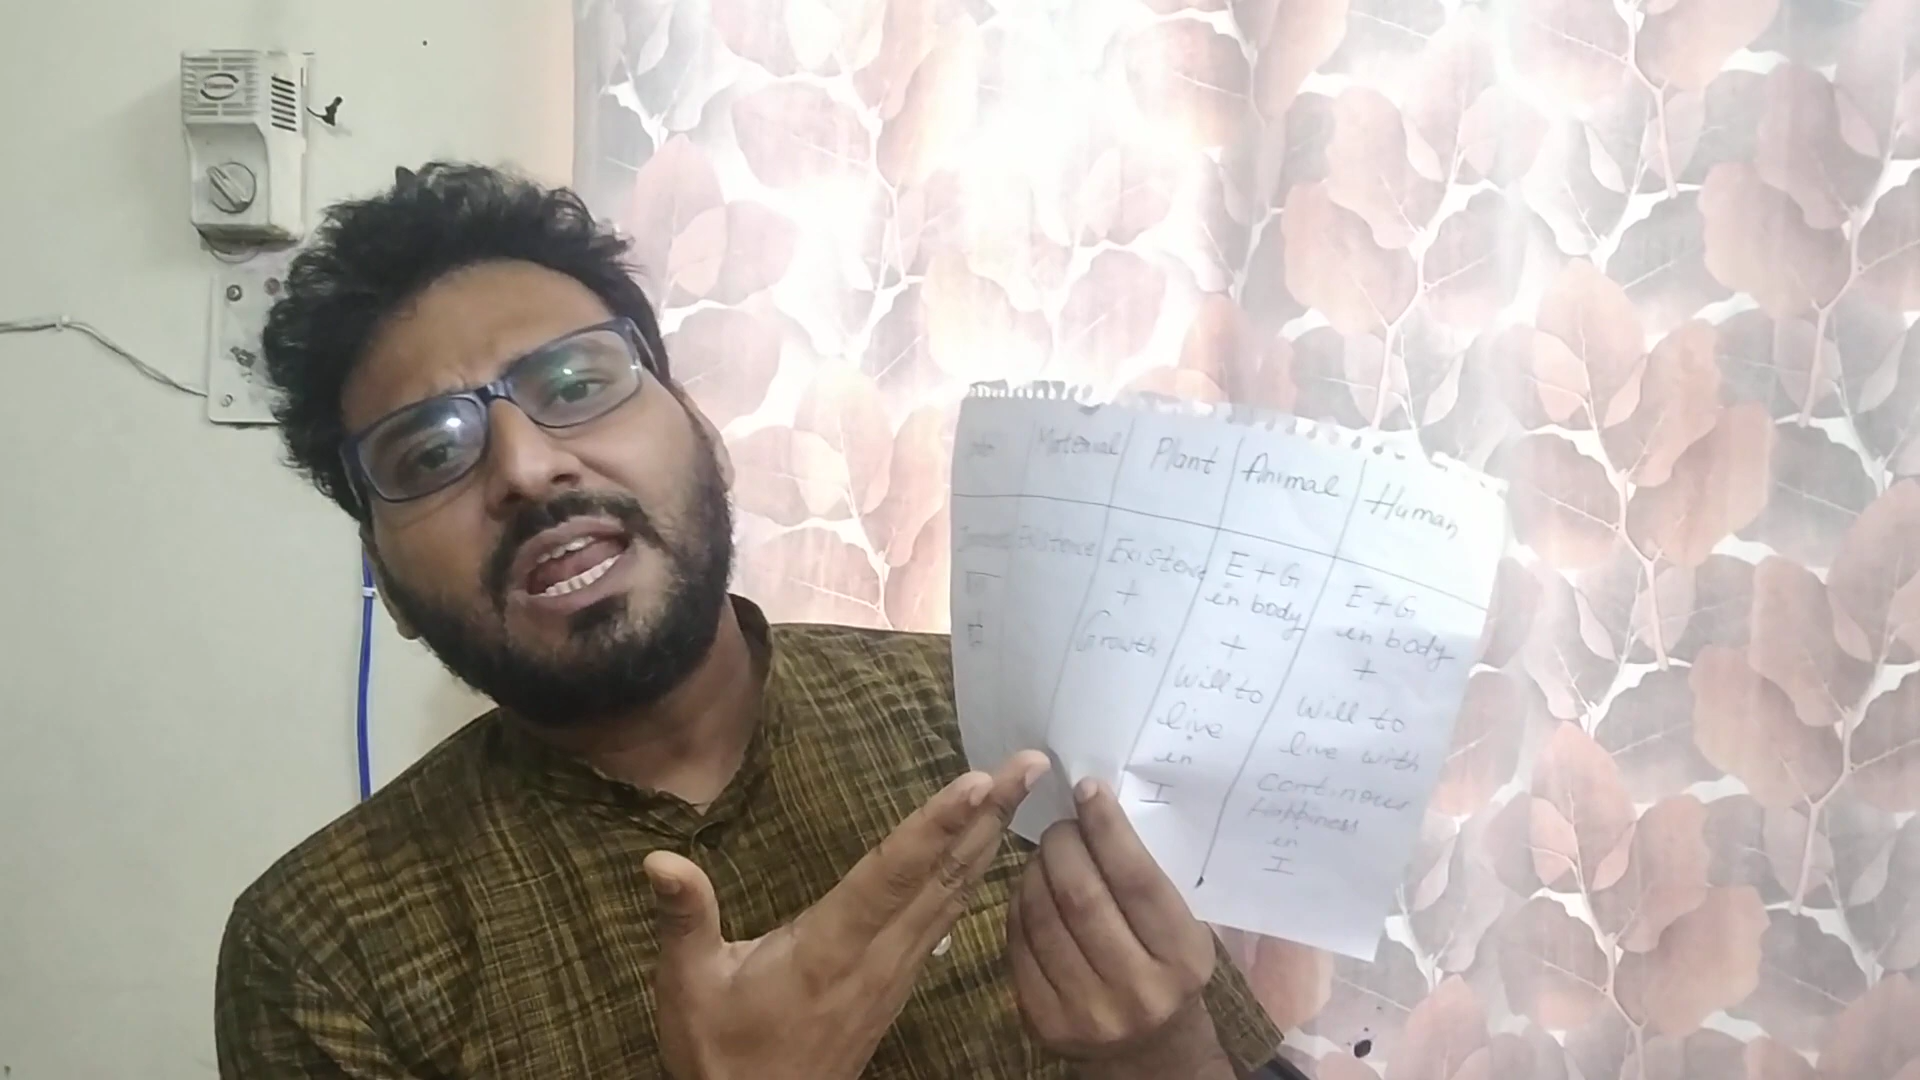 Material Plant Animal Human
Existence Existence E+G E+G
in body in body
+ + +
Growth Will to Will to
live live with
in continous
I Happiness
in
I